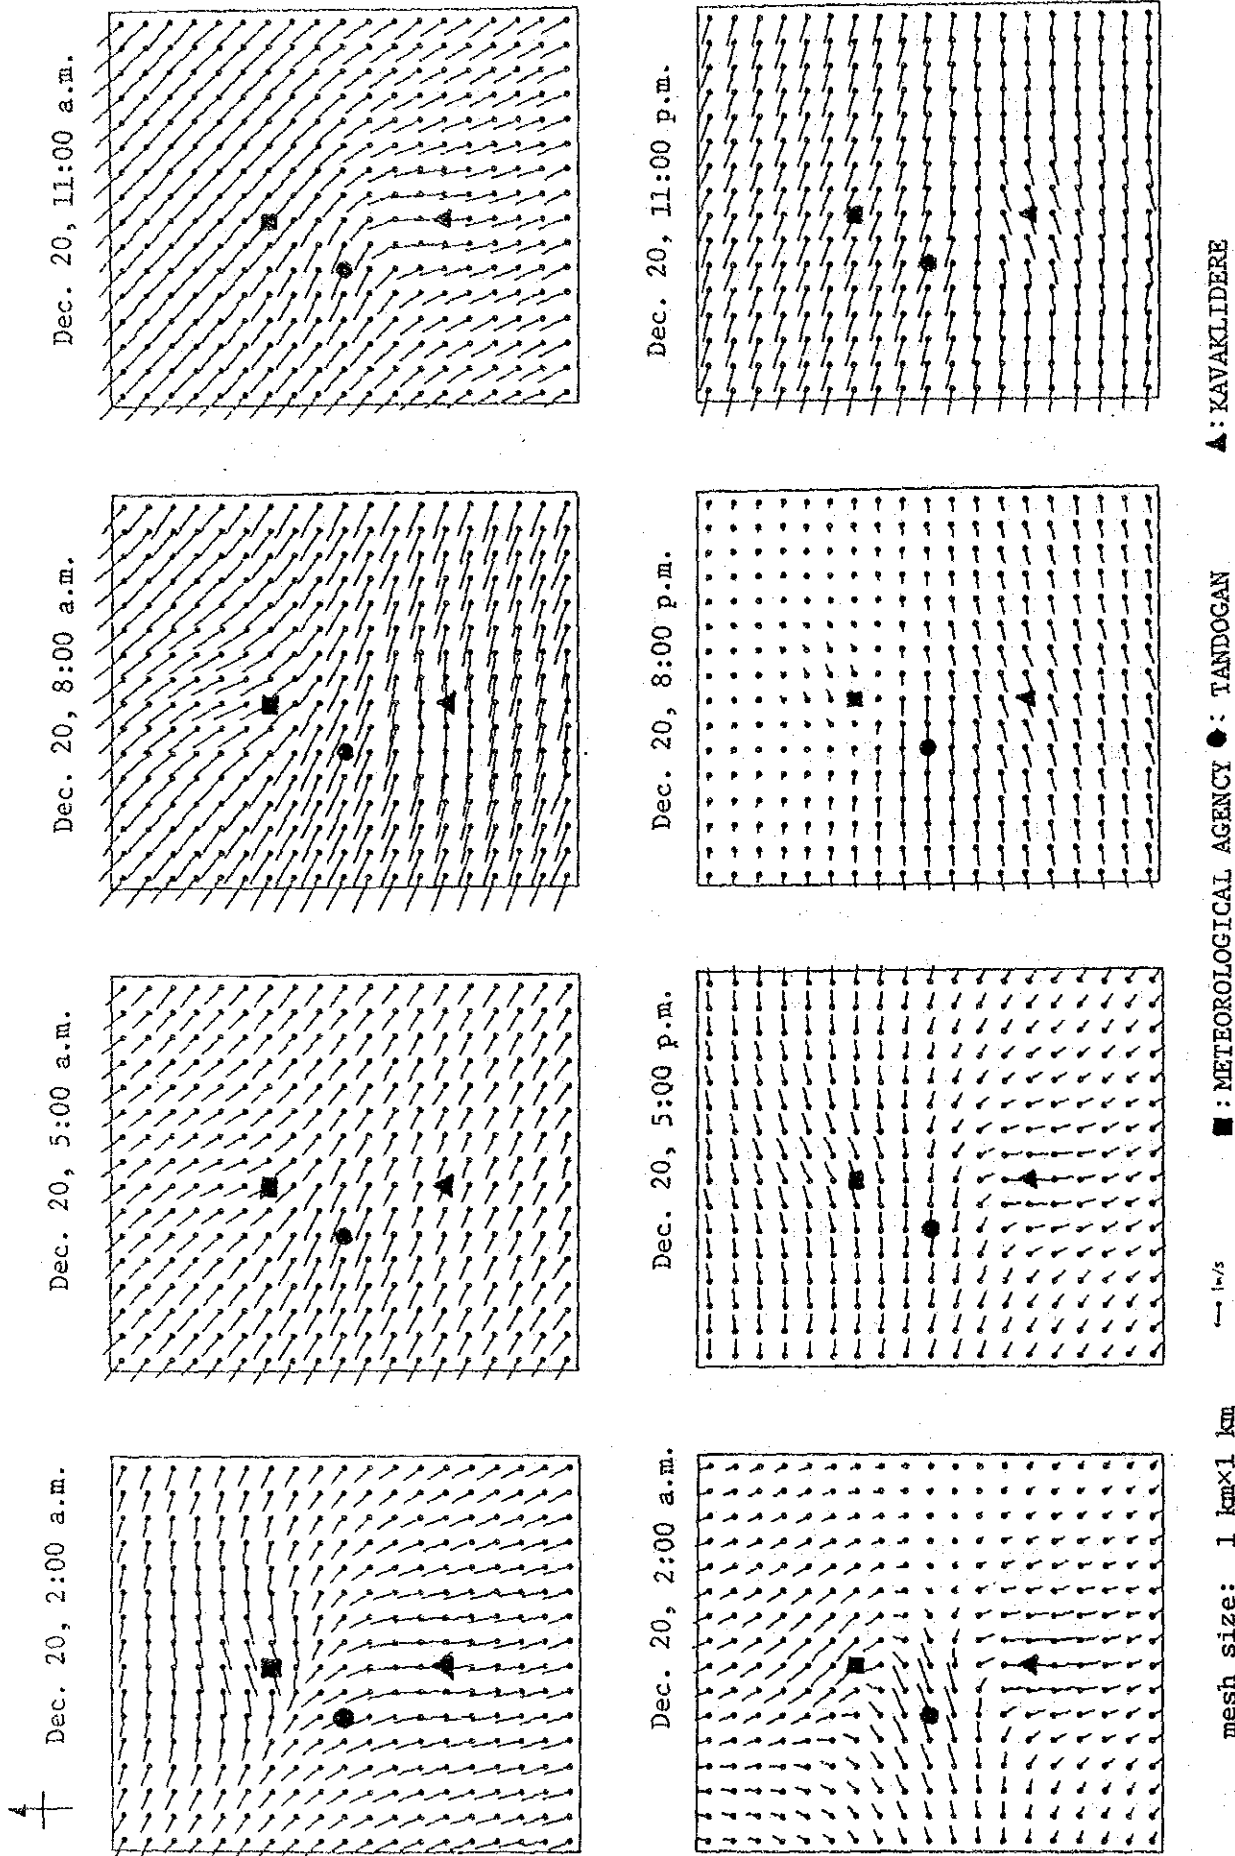 Dec. 20, 2:00 a.m.
Dec. 20, 5:00 a.m.
Dec. 20, 8:00 a.m.
Dec. 20, 11:00 a.m.
Dec. 20, 2:00 a.m.
Dec. 20, 5:00 p.m.
Dec. 20, 8:00 p.m.
Dec. 20, 11:00 p.m.
mesh size: 1 km×1 km ← 1m/s ■: METEOROLOGICAL AGENCY ●: TANDOGAN ▲: KAVAKLIDERE